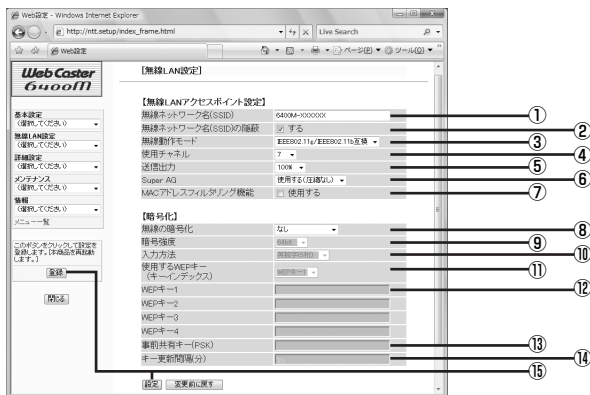 Web設定 - Windows Internet Explorer
http://ntt.setup/index_frame.html
Live Search
Web設定
ページ(P)
ツール(O)
Web Caster
6400M
基本設定
(選択してください)
無線LAN設定
(選択してください)
詳細設定
(選択してください)
メンテナンス
(選択してください)
情報
(選択してください)
メニュー一覧
このボタンをクリックして設定を
登録します。[本商品を再起動
します。]
登録
閉じる
[無線LAN設定]
【無線LANアクセスポイント設定】
無線ネットワーク名(SSID) 6400M-XXXXXX ①
無線ネットワーク名(SSID)の隠蔽 する ②
無線動作モード IEEE802.11g/IEEE802.11b互換 ③
使用チャネル 7 ④
送信出力 100% ⑤
Super AG 使用する(圧縮なし) ⑥
MACアドレスフィルタリング機能 使用する ⑦
【暗号化】
無線の暗号化 なし ⑧
暗号強度 64bit ⑨
入力方法 ⑩
使用するWEPキー
(キーインデックス) WEPキー1 ⑪
WEPキー1 ⑫
WEPキー2
WEPキー3
WEPキー4
事前共有キー(PSK) ⑬
キー更新間隔(分) ⑭
⑮
設定 変更前に戻す